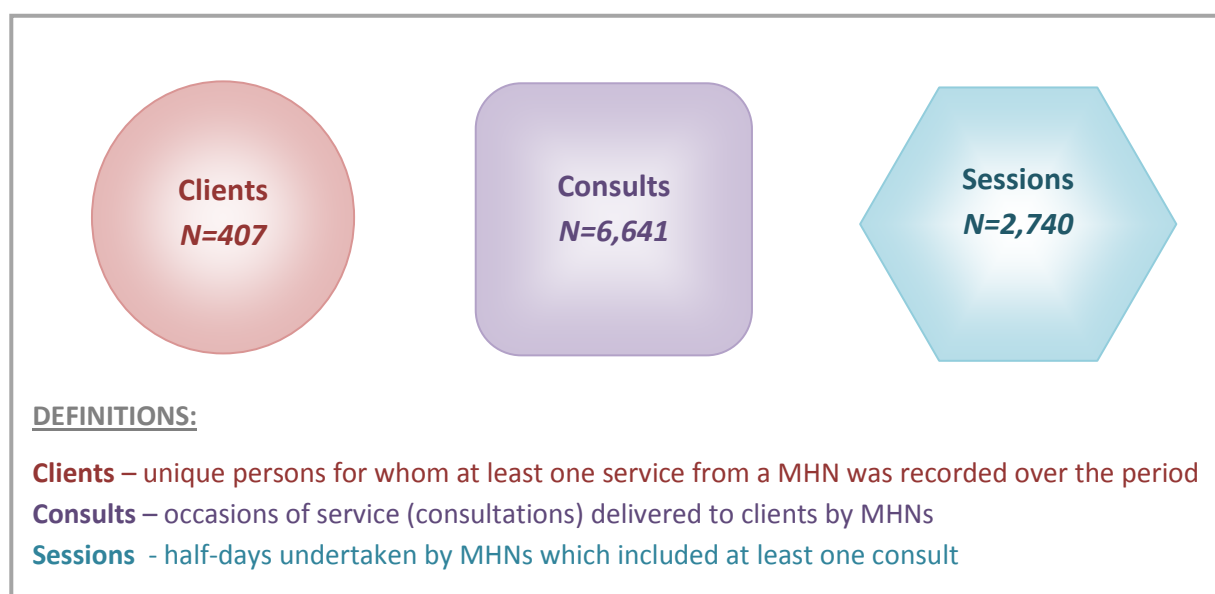 Clients
N=407
Consults
N=6,641
Sessions
N=2,740
DEFINITIONS:
Clients – unique persons for whom at least one service from a MHN was recorded over the period
Consults – occasions of service (consultations) delivered to clients by MHNs
Sessions - half-days undertaken by MHNs which included at least one consult